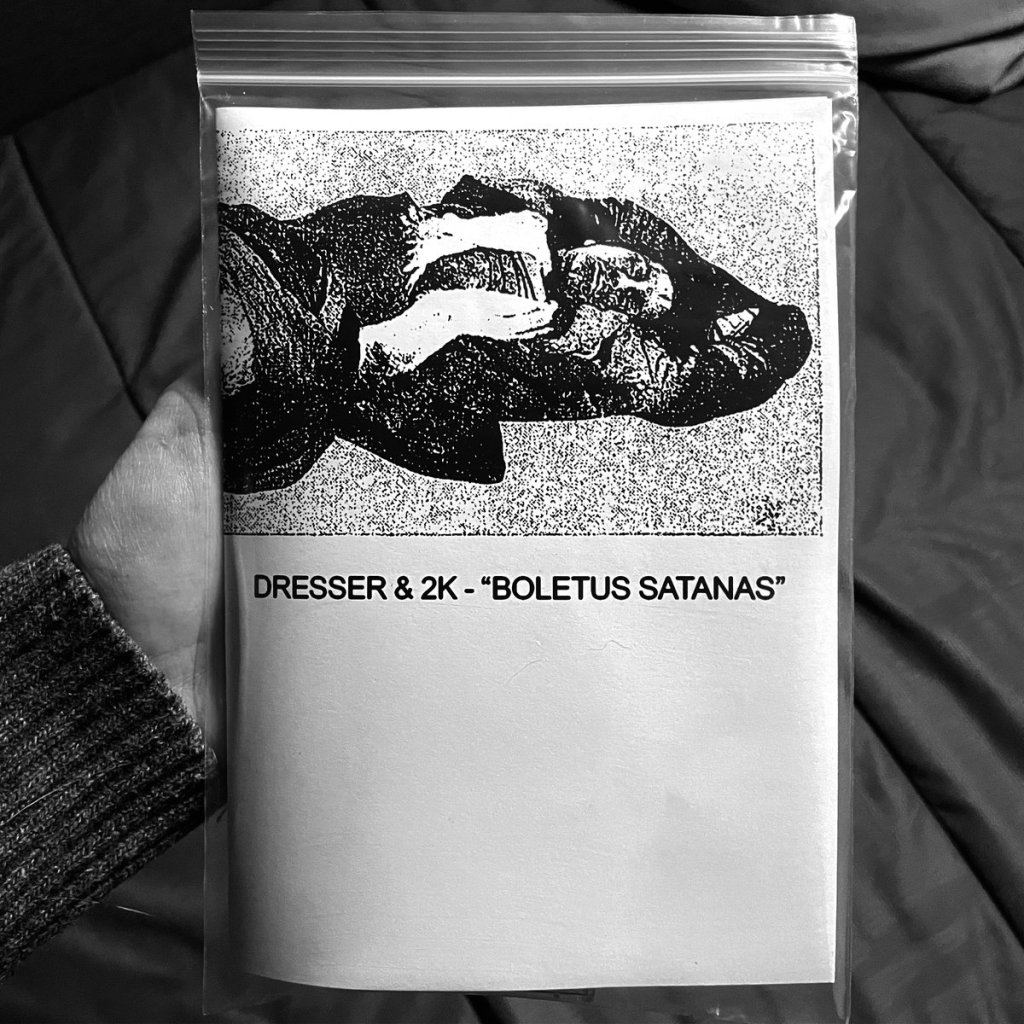 DRESSER & 2K - “BOLETUS SATANAS”